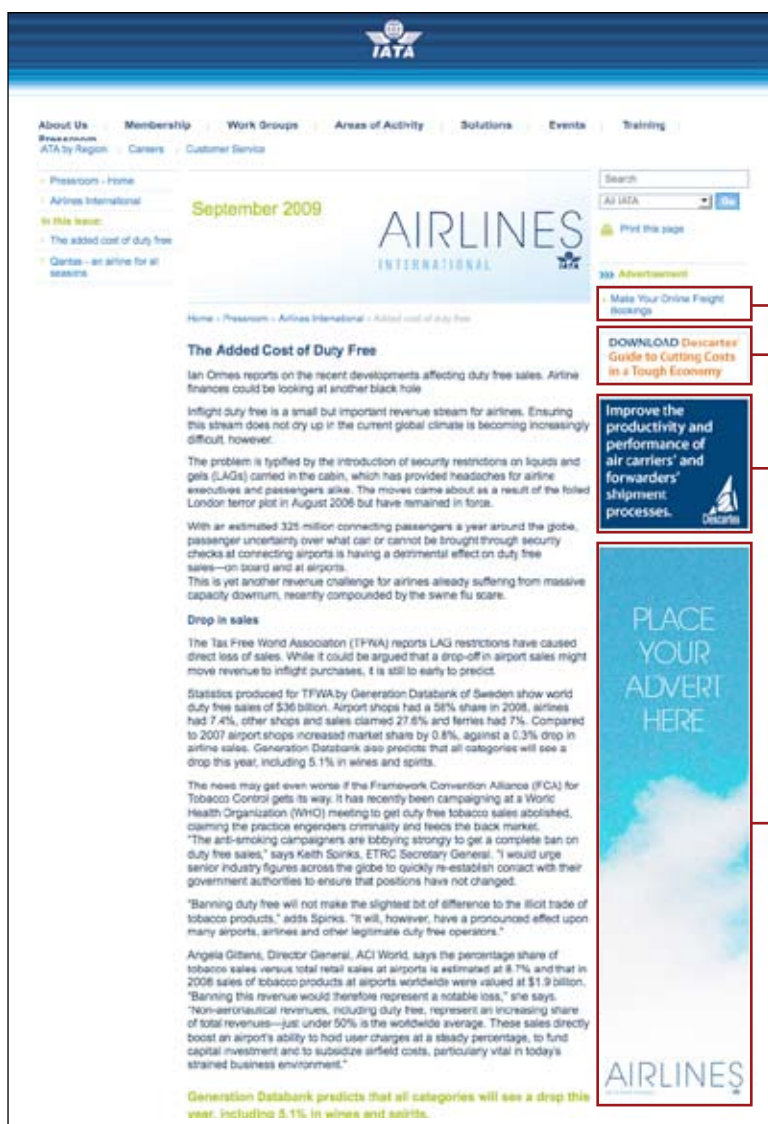 IATA
About Us Membership Work Groups Areas of Activity Solutions Events Training
Pressroom
IATA by Region Careers Customer Service
Pressroom - Home
Airlines International
In this issue:
The added cost of duty free
Qantas - an airline for all
seasons
September 2009
AIRLINES
INTERNATIONAL
IATA
Search
All IATA Go
Print this page
Advertisement
Make Your Online Freight
Bookings
DOWNLOAD Descartes'
Guide to Cutting Costs
in a Tough Economy
Improve the
productivity and
performance of
air carriers' and
forwarders'
shipment
processes.
Descartes
PLACE
YOUR
ADVERT
HERE
AIRLINES
Home » Pressroom » Airlines International » Added cost of duty free
The Added Cost of Duty Free
Ian Ormes reports on the recent developments affecting duty free sales. Airline
finances could be looking at another black hole
Inflight duty free is a small but important revenue stream for airlines. Ensuring
this stream does not dry up in the current global climate is becoming increasingly
difficult, however.
The problem is typified by the introduction of security restrictions on liquids and
gels (LAGs) carried in the cabin, which has provided headaches for airline
executives and passengers alike. The moves came about as a result of the foiled
London terror plot in August 2006 but have remained in force.
With an estimated 325 million connecting passengers a year around the globe,
passenger uncertainty over what can or cannot be brought through security
checks at connecting airports is having a detrimental effect on duty free
sales—on board and at airports.
This is yet another revenue challenge for airlines already suffering from massive
capacity downturn, recently compounded by the swine flu scare.
Drop in sales
The Tax Free World Association (TFWA) reports LAG restrictions have caused
direct loss of sales. While it could be argued that a drop-off in airport sales might
move revenue to inflight purchases, it is still to early to predict.
Statistics produced for TFWA by Generation Databank of Sweden show world
duty free sales of $36 billion. Airport shops had a 58% share in 2008, airlines
had 7.4%, other shops and sales claimed 27.6% and ferries had 7%. Compared
to 2007 airport shops increased market share by 0.8%, against a 0.3% drop in
airline sales. Generation Databank also predicts that all categories will see a
drop this year, including 5.1% in wines and spirits.
The news may get even worse if the Framework Convention Alliance (FCA) for
Tobacco Control gets its way. It has recently been campaigning at a World
Health Organization (WHO) meeting to get duty free tobacco sales abolished,
claiming the practice engenders criminality and feeds the black market.
"The anti-smoking campaigners are lobbying strongly to get a complete ban on
duty free sales," says Keith Spinks, ETRC Secretary General. "I would urge
senior industry figures across the globe to quickly re-establish contact with their
government authorities to ensure that positions have not changed.
"Banning duty free will not make the slightest bit of difference to the illicit trade of
tobacco products," adds Spinks. "It will, however, have a pronounced effect upon
many airports, airlines and other legitimate duty free operators."
Angela Gittens, Director General, ACI World, says the percentage share of
tobacco sales versus total retail sales at airports is estimated at 8.7% and that in
2008 sales of tobacco products at airports worldwide were valued at $1.9 billion.
"Banning this revenue would therefore represent a notable loss," she says.
"Non-aeronautical revenues, including duty free, represent an increasing share
of total revenues—just under 50% is the worldwide average. These sales directly
boost an airport's ability to hold user charges at a steady percentage, to fund
capital investment and to subsidize airfield costs, particularly vital in today's
strained business environment."
Generation Databank predicts that all categories will see a drop this
year, including 5.1% in wines and spirits.